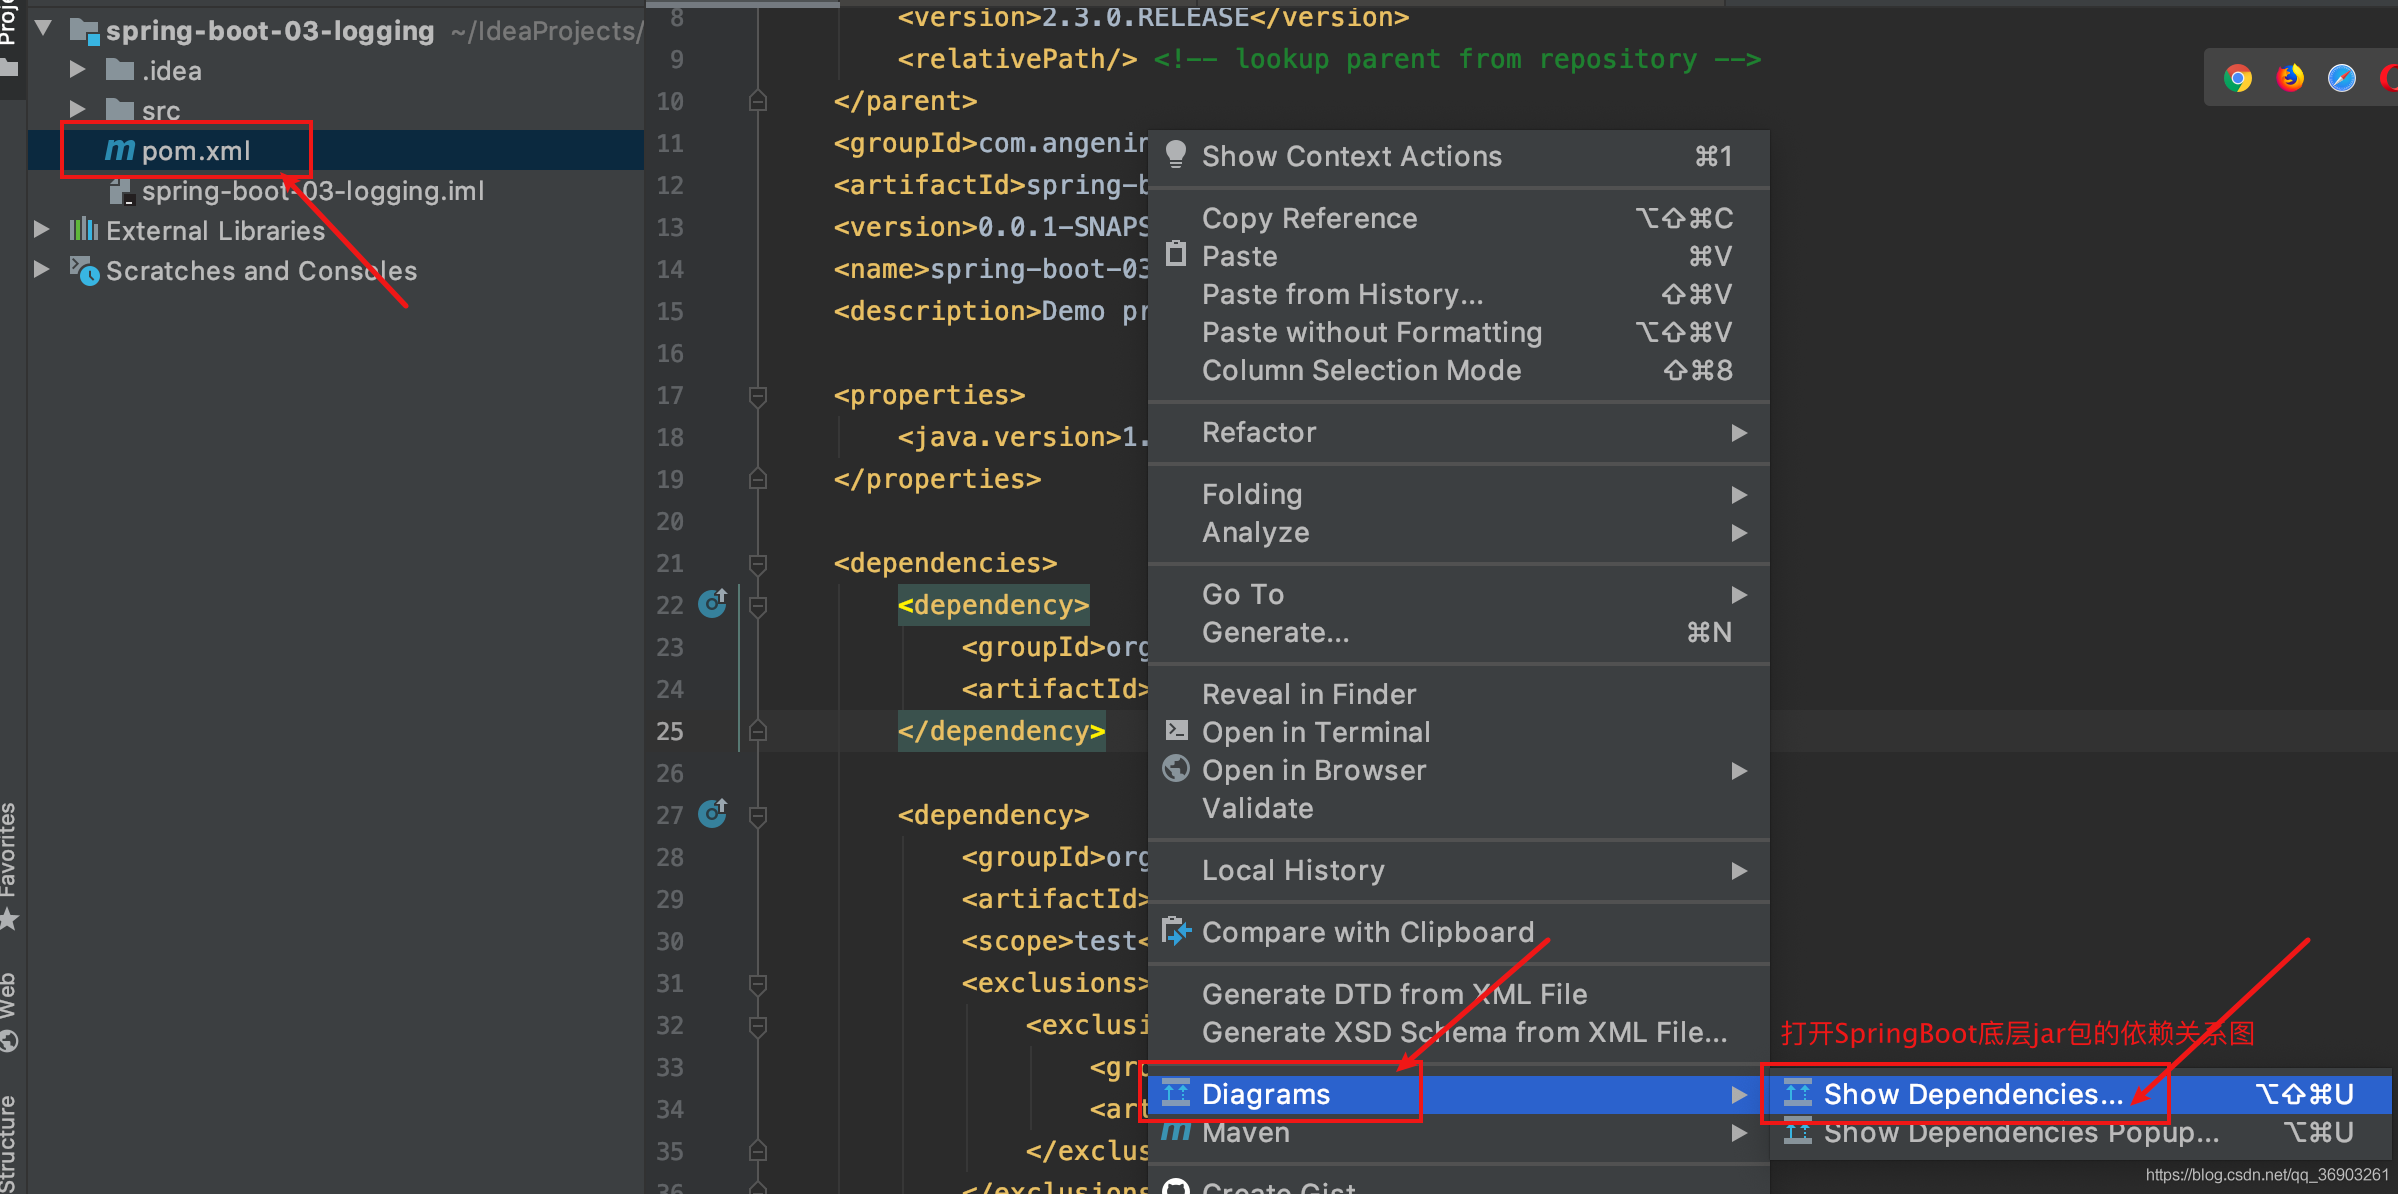 Proje
spring-boot-03-logging ~/IdeaProjects/
.idea
src
pom.xml
spring-boot-03-logging.iml
External Libraries
Scratches and Consoles
Favorites
Web
Structure
8 <version>2.3.0.RELEASE</version>
9 <relativePath/> <!-- lookup parent from repository -->
10 </parent>
11 <groupId>com.angenin
12 <artifactId>spring-b
13 <version>0.0.1-SNAPS
14 <name>spring-boot-03
15 <description>Demo pr
16
17 <properties>
18 <java.version>1.
19 </properties>
20
21 <dependencies>
22 <dependency>
23 <groupId>org
24 <artifactId>
25 </dependency>
26
27 <dependency>
28 <groupId>org
29 <artifactId>
30 <scope>test<
31 <exclusions>
32 <exclusi
33 <gro
34 <art
35 </exclus
36 </exclusions
Show Context Actions ⌘1
Copy Reference ⌥⇧⌘C
Paste ⌘V
Paste from History... ⇧⌘V
Paste without Formatting ⌥⇧⌘V
Column Selection Mode ⇧⌘8
Refactor
Folding
Analyze
Go To
Generate... ⌘N
Reveal in Finder
Open in Terminal
Open in Browser
Validate
Local History
Compare with Clipboard
Generate DTD from XML File
Generate XSD Schema from XML File...
Diagrams
Maven
Create Gist
打开SpringBoot底层jar包的依赖关系图
Show Dependencies... ⌥⇧⌘U
Show Dependencies Popup... ⌥⌘U
https://blog.csdn.net/qq_36903261